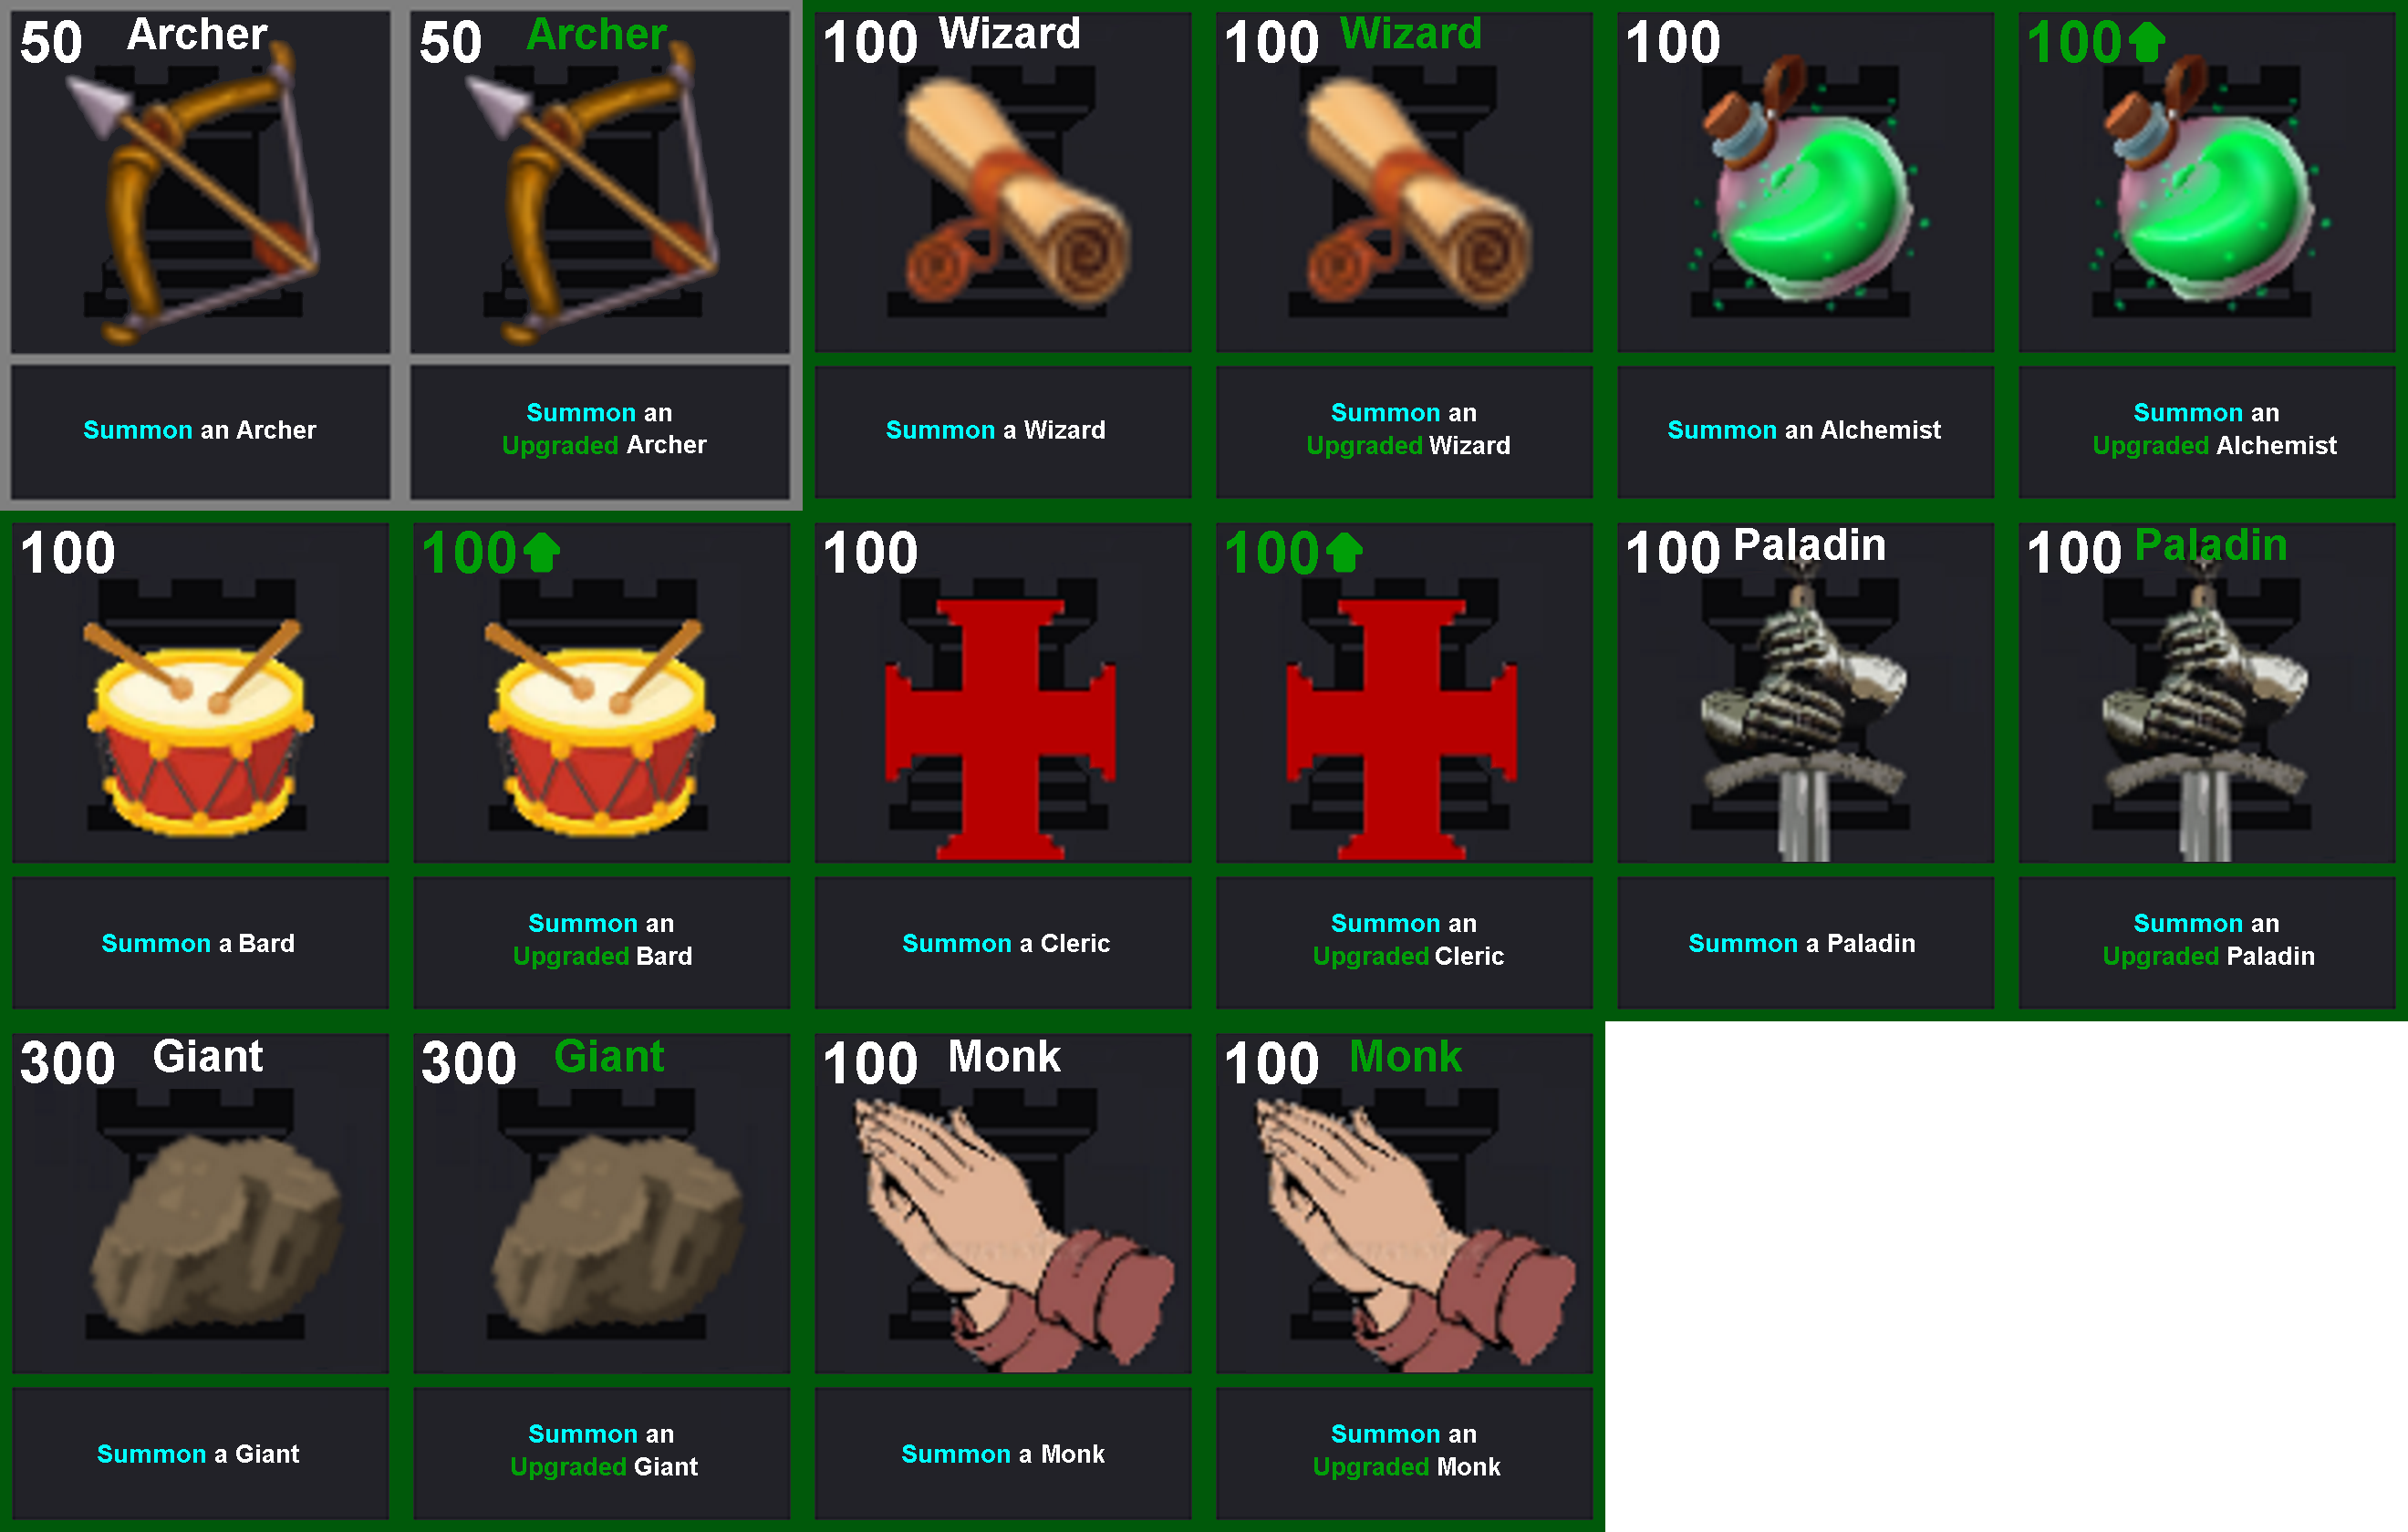 50 Archer
Summon an Archer
50 Archer
Summon an
Upgraded Archer
100 Wizard
Summon a Wizard
100 Wizard
Summon an
Upgraded Wizard
100
Summon an Alchemist
100
Summon an
Upgraded Alchemist
100
Summon a Bard
100
Summon an
Upgraded Bard
100
Summon a Cleric
100
Summon an
Upgraded Cleric
100 Paladin
Summon a Paladin
100 Paladin
Summon an
Upgraded Paladin
300 Giant
Summon a Giant
300 Giant
Summon an
Upgraded Giant
100 Monk
Summon a Monk
100 Monk
Summon an
Upgraded Monk